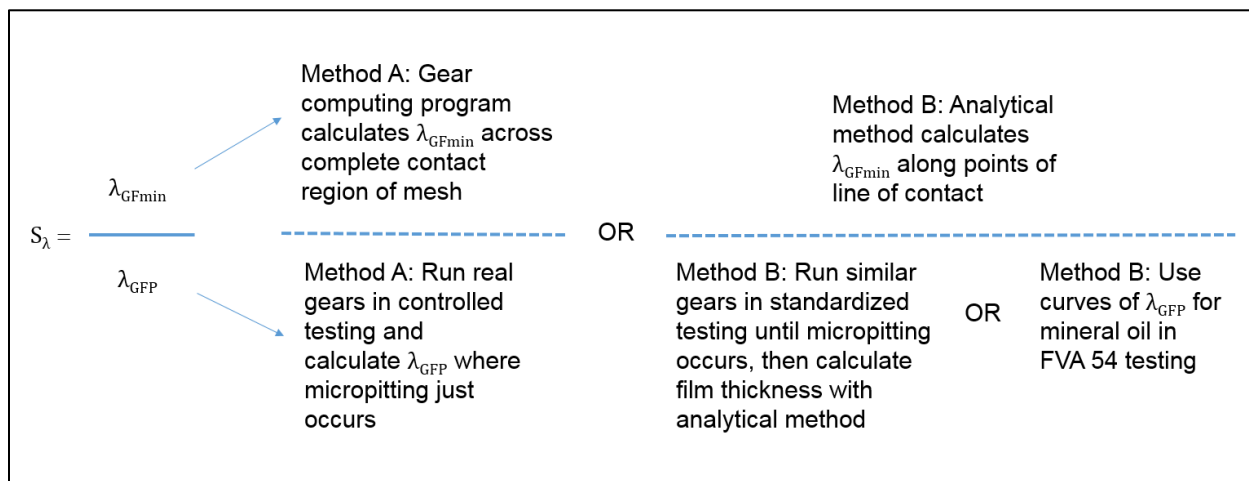 Method A: Gear
computing program
calculates λGFmin across
complete contact
region of mesh
Method B: Analytical
method calculates
λGFmin along points of
line of contact
λGFmin
Sλ =
OR
λGFP
Method A: Run real
gears in controlled
testing and
calculate λGFP where
micropitting just
occurs
Method B: Run similar
gears in standardized
testing until micropitting
occurs, then calculate
film thickness with
analytical method
OR
Method B: Use
curves of λGFP for
mineral oil in
FVA 54 testing